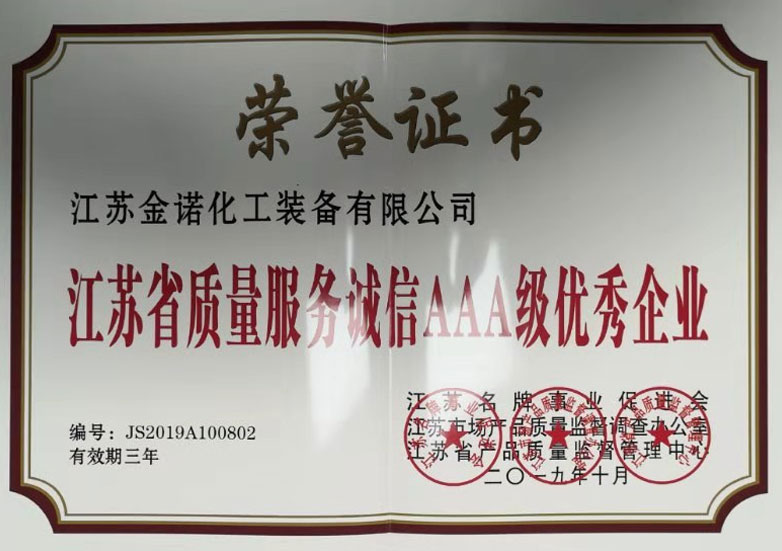 荣誉证书
江苏金诺化工装备有限公司
江苏省质量服务诚信AAA级优秀企业
编号：JS2019A100802
有效期三年
江苏名牌事业促进会
江苏市场产品质量监督调查办公室
江苏省产品质量监督管理中心
二〇一九年十月